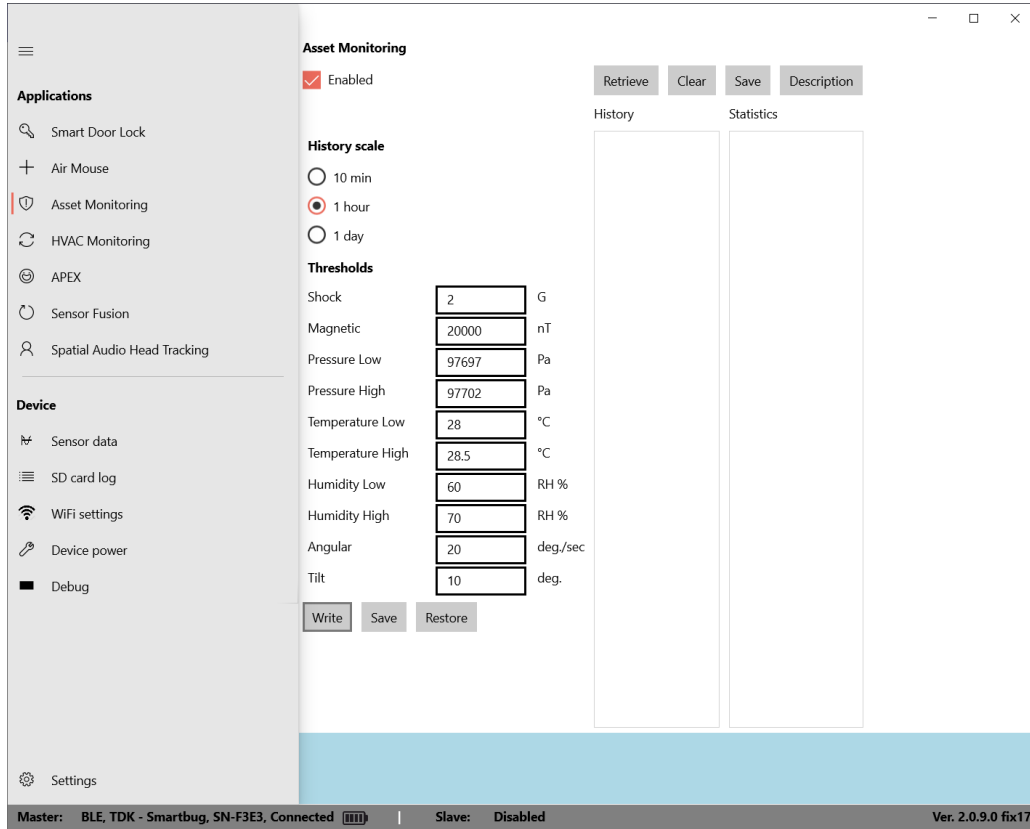 Applications
Smart Door Lock
Air Mouse
Asset Monitoring
HVAC Monitoring
APEX
Sensor Fusion
Spatial Audio Head Tracking
Device
Sensor data
SD card log
WiFi settings
Device power
Debug
Settings
Asset Monitoring
Enabled
History scale
10 min
1 hour
1 day
Thresholds
Shock 2 G
Magnetic 20000 nT
Pressure Low 97697 Pa
Pressure High 97702 Pa
Temperature Low 28 °C
Temperature High 28.5 °C
Humidity Low 60 RH %
Humidity High 70 RH %
Angular 20 deg./sec
Tilt 10 deg.
Write Save Restore
Retrieve Clear Save Description
History Statistics
Master: BLE, TDK - Smartbug, SN-F3E3, Connected | Slave: Disabled Ver. 2.0.9.0 fix17